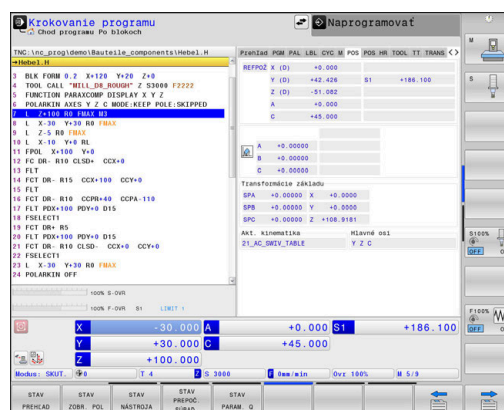 Krokovanie programu
Chod programu Po blokoch
Naprogramovať
TNC:\nc_prog\demo\Bauteile_components\Hebel.H
→Hebel.H
3 BLK FORM 0.2 X+120 Y+20 Z+0
4 TOOL CALL "MILL_D8_ROUGH" Z S3000 F2222
5 FUNCTION PARAXCOMP DISPLAY X Y Z
6 POLARKIN AXES Y Z C MODE:KEEP POLE:SKIPPED
7 L Z+100 R0 FMAX M3
8 L X-30 Y+30 R0 FMAX
9 L Z-5 R0 FMAX
10 L X-10 Y+0 RL
11 FPOL X+100 Y+0
12 FC DR- R10 CLSD+ CCX+0
13 FLT
14 FCT DR- R15 CCX+100 CCY+0
15 FLT
16 FCT DR- R10 CCPR+40 CCPA-110
17 FLT PDX+100 PDY+0 D15
18 FSELECT1
19 FCT DR+ R5
20 FLT PDX+100 PDY+0 D15
21 FCT DR- R10 CLSD- CCX+0 CCY+0
22 FSELECT1
23 L X-30 Y+30 R0 FMAX
24 POLARKIN OFF
100% S-OVR
100% F-OVR S1 LIMIT 1
Prehľad PGM PAL LBL CYC M POS POS HR TOOL TT TRANS
REFPOZ X (D) +0.000
Y (D) +42.426 S1 +186.100
Z (D) -51.082
A +0.000
C +45.000
A +0.00000
B +0.00000
C +0.00000
Transformácie základu
SPA +0.00000 X +0.0000
SPB +0.00000 Y +0.0000
SPC +0.00000 Z +108.9181
Akt. kinematika Hlavné osi
21_AC_SWIV_TABLE Y Z C
X -30.000 A +0.000 S1 +186.100
Y +30.000 C +45.000
Z +100.000
Modus: SKUT. 0 T 4 Z S 3000 F 0mm/min Ovr 100% M 5/9
STAV PREHĽAD
STAV ZOBR. POL
STAV NÁSTROJA
STAV PREPOČ. SÚRAD.
STAV PARAM. Q
M
S
S100%
OFF
F100%
OFF